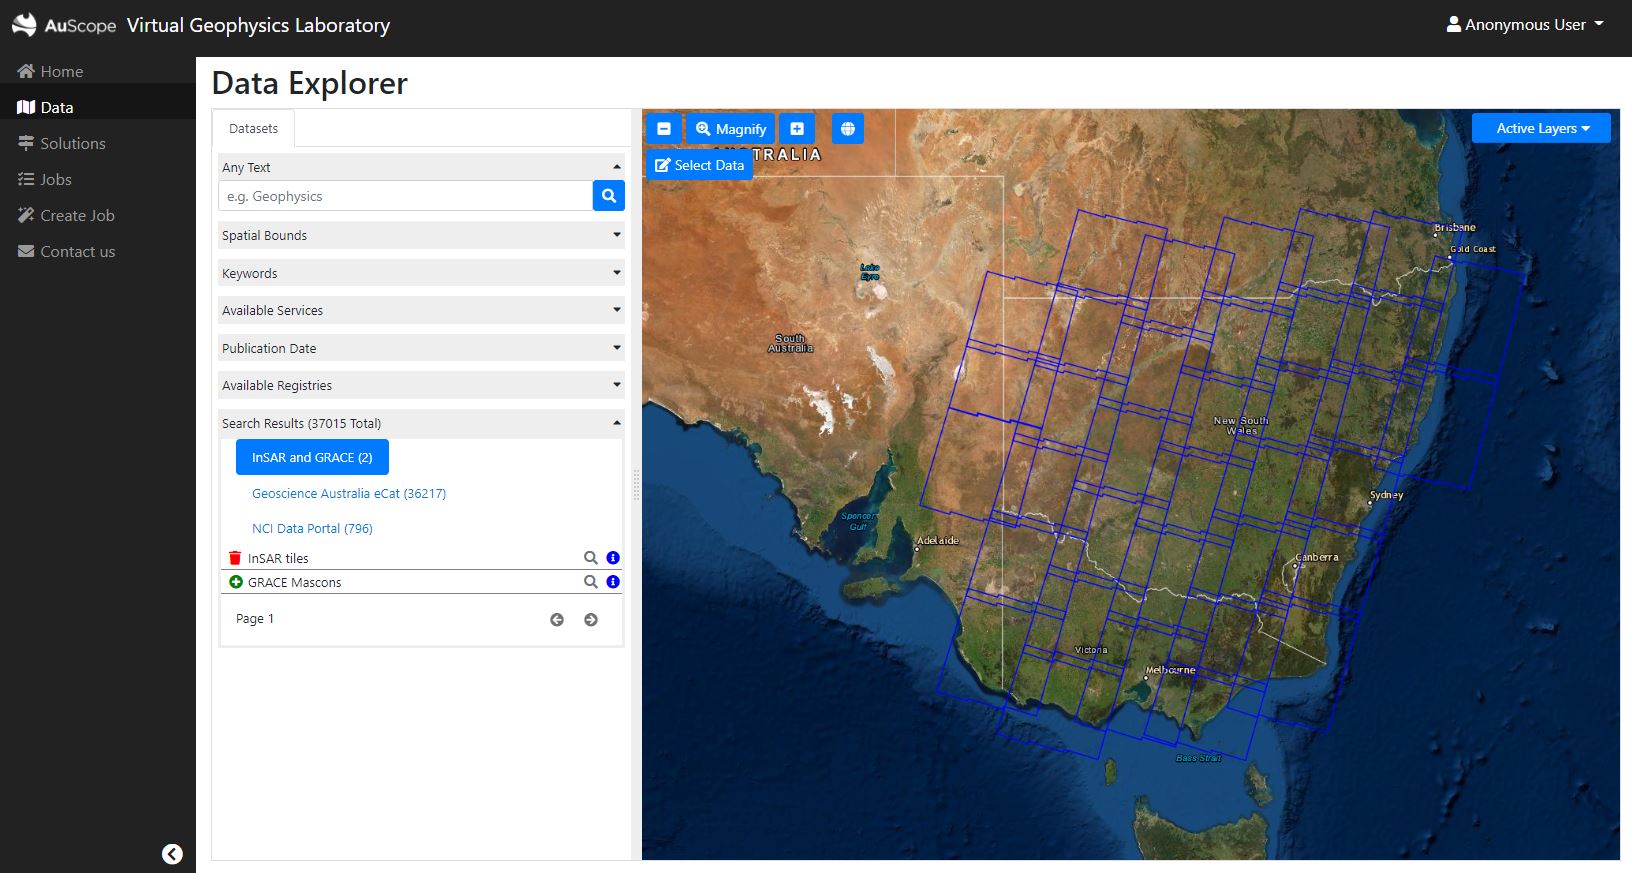 AuScope Virtual Geophysics Laboratory
Anonymous User
Home
Data
Solutions
Jobs
Create Job
Contact us
Data Explorer
Datasets
Any Text
e.g. Geophysics
Spatial Bounds
Keywords
Available Services
Publication Date
Available Registries
Search Results (37015 Total)
InSAR and GRACE (2)
Geoscience Australia eCat (36217)
NCI Data Portal (796)
InSAR tiles
GRACE Mascons
Page 1
Magnify
Select Data
Active Layers
TRALIA
Lake
Eyre
South
Australia
Brisbane
Gold Coast
New South
Wales
Sydney
Spencer
Gulf
Adelaide
Canberra
Victoria
Melbourne
Bass Strait